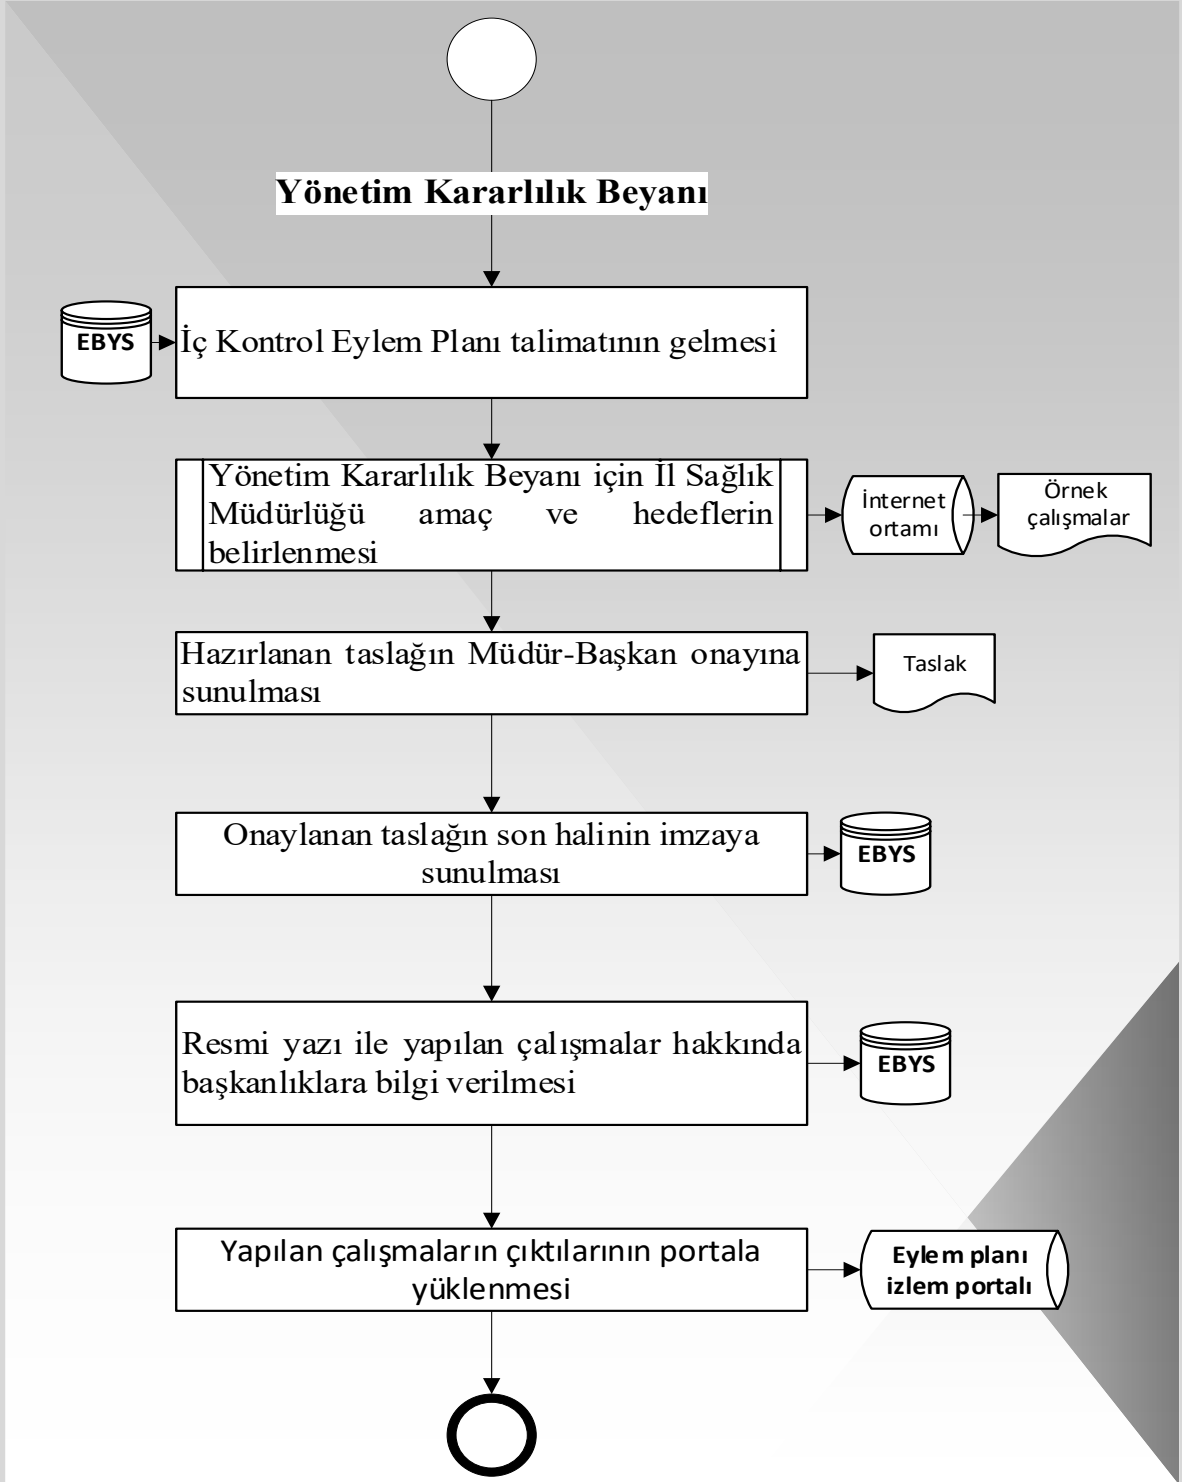 Yönetim Kararlılık Beyanı
EBYS
İç Kontrol Eylem Planı talimatının gelmesi
Yönetim Kararlılık Beyanı için İl Sağlık
Müdürlüğü amaç ve hedeflerin
belirlenmesi
İnternet
ortamı
Örnek
çalışmalar
Hazırlanan taslağın Müdür-Başkan onayına
sunulması
Taslak
Onaylanan taslağın son halinin imzaya
sunulması
EBYS
Resmi yazı ile yapılan çalışmalar hakkında
başkanlıklara bilgi verilmesi
EBYS
Yapılan çalışmaların çıktılarının portala
yüklenmesi
Eylem planı
izlem portalı